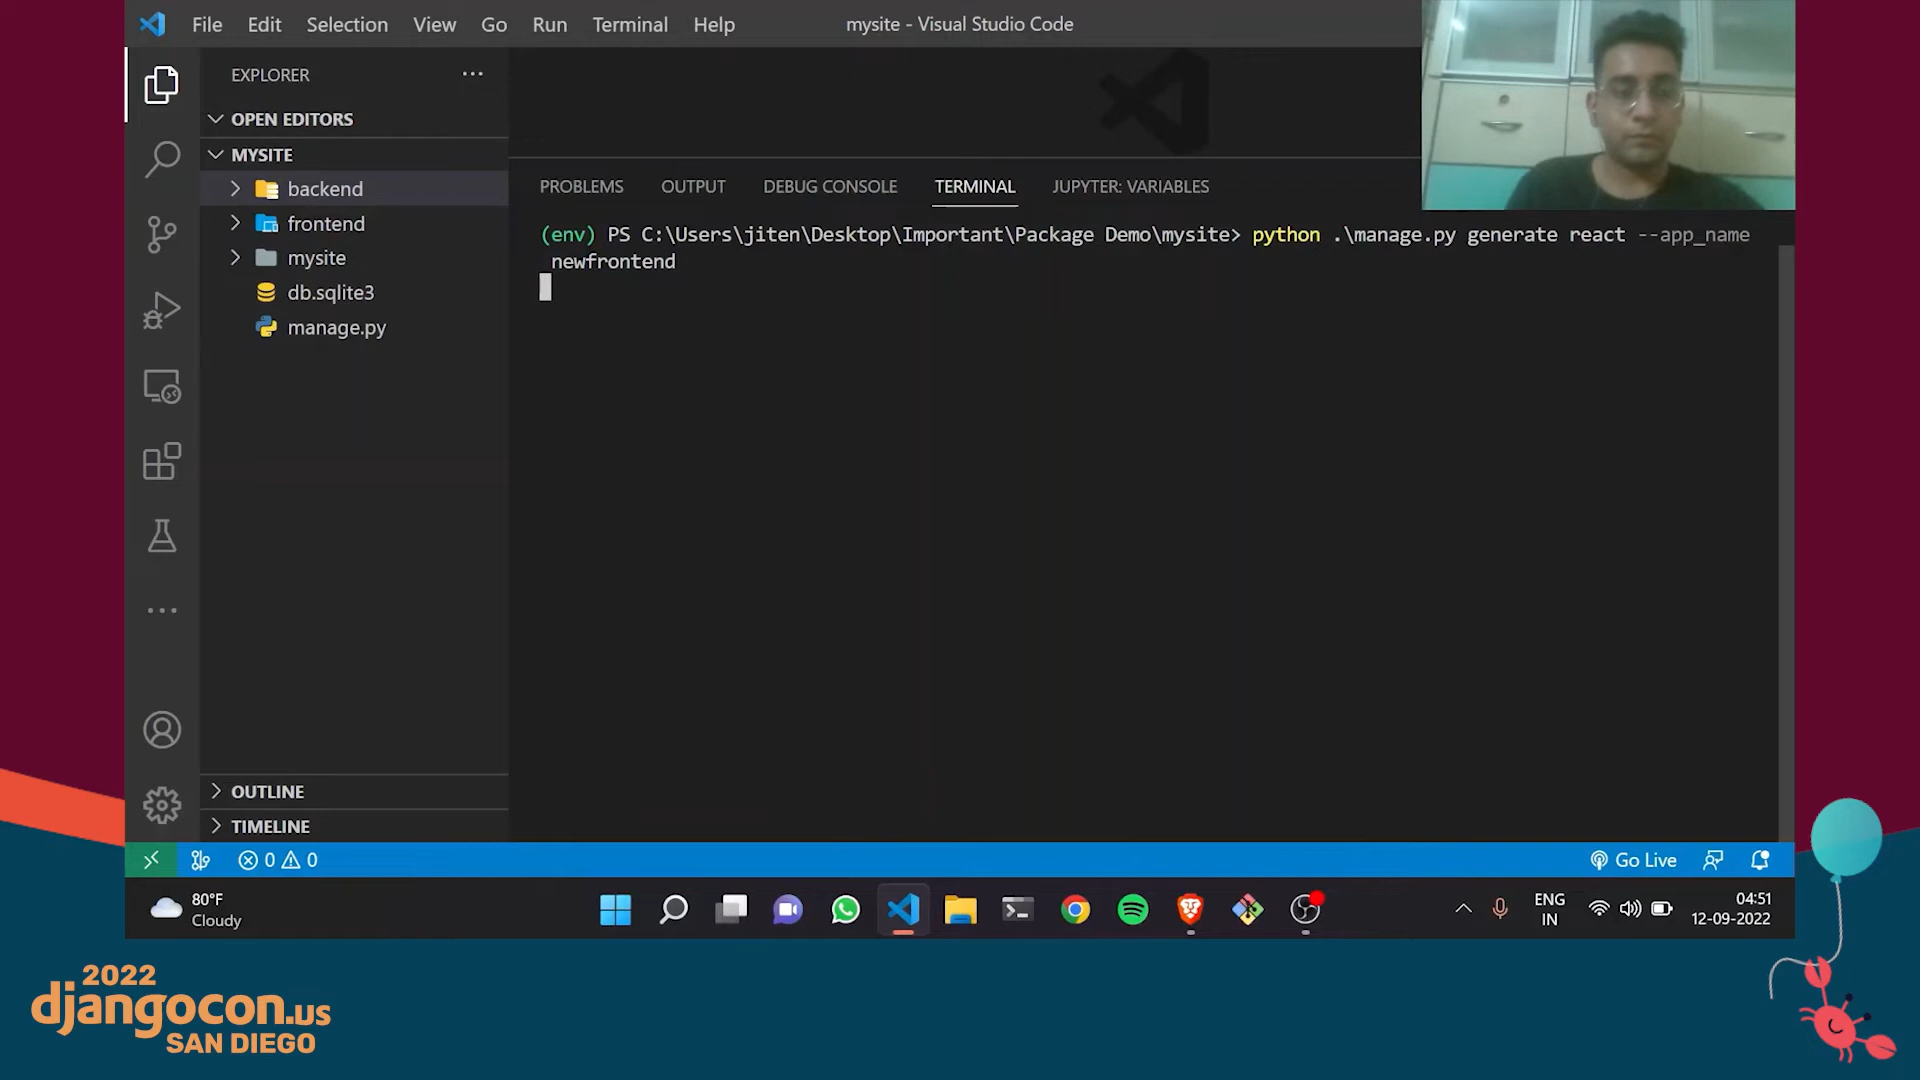 File Edit Selection View Go Run Terminal Help
mysite - Visual Studio Code
EXPLORER
OPEN EDITORS
MYSITE
backend
frontend
mysite
db.sqlite3
manage.py
OUTLINE
TIMELINE
PROBLEMS OUTPUT DEBUG CONSOLE TERMINAL JUPYTER: VARIABLES
(env) PS C:\Users\jiten\Desktop\Important\Package Demo\mysite> python .\manage.py generate react --app_name
newfrontend
0 0
Go Live
80°F
Cloudy
ENG
IN
04:51
12-09-2022
2022
djangocon.us
SAN DIEGO